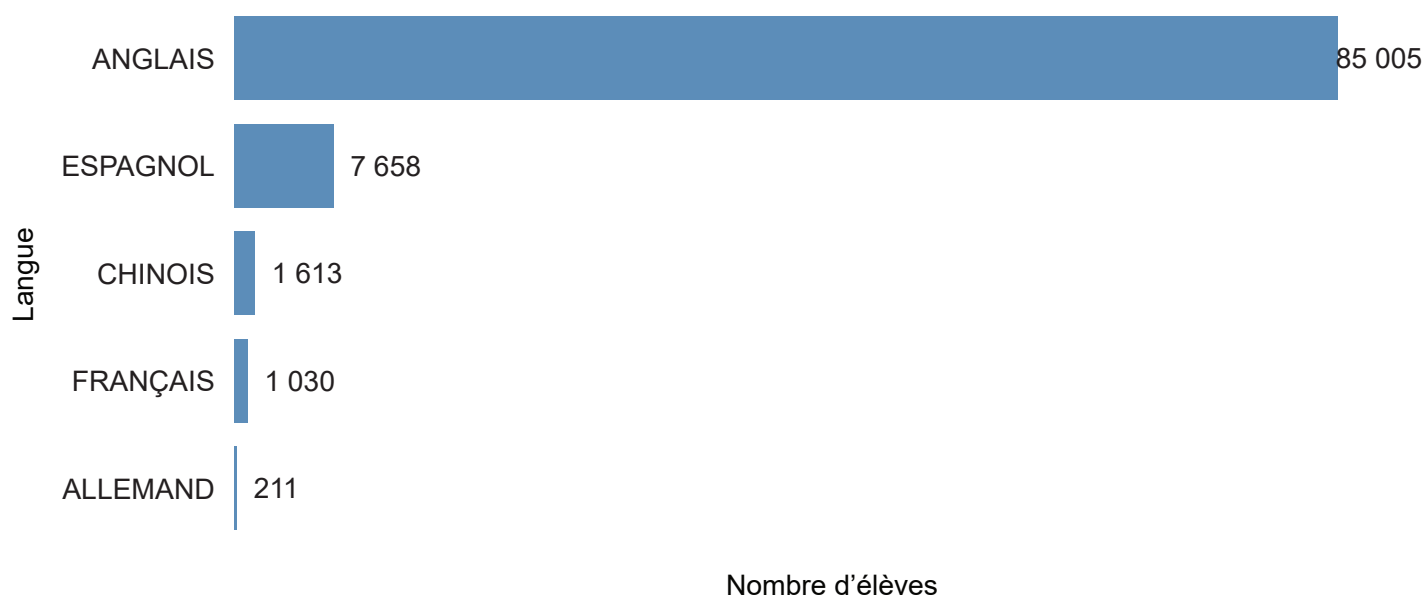 ANGLAIS 85 005
ESPAGNOL 7 658
Langue
CHINOIS 1 613
FRANÇAIS 1 030
ALLEMAND 211
Nombre d’élèves